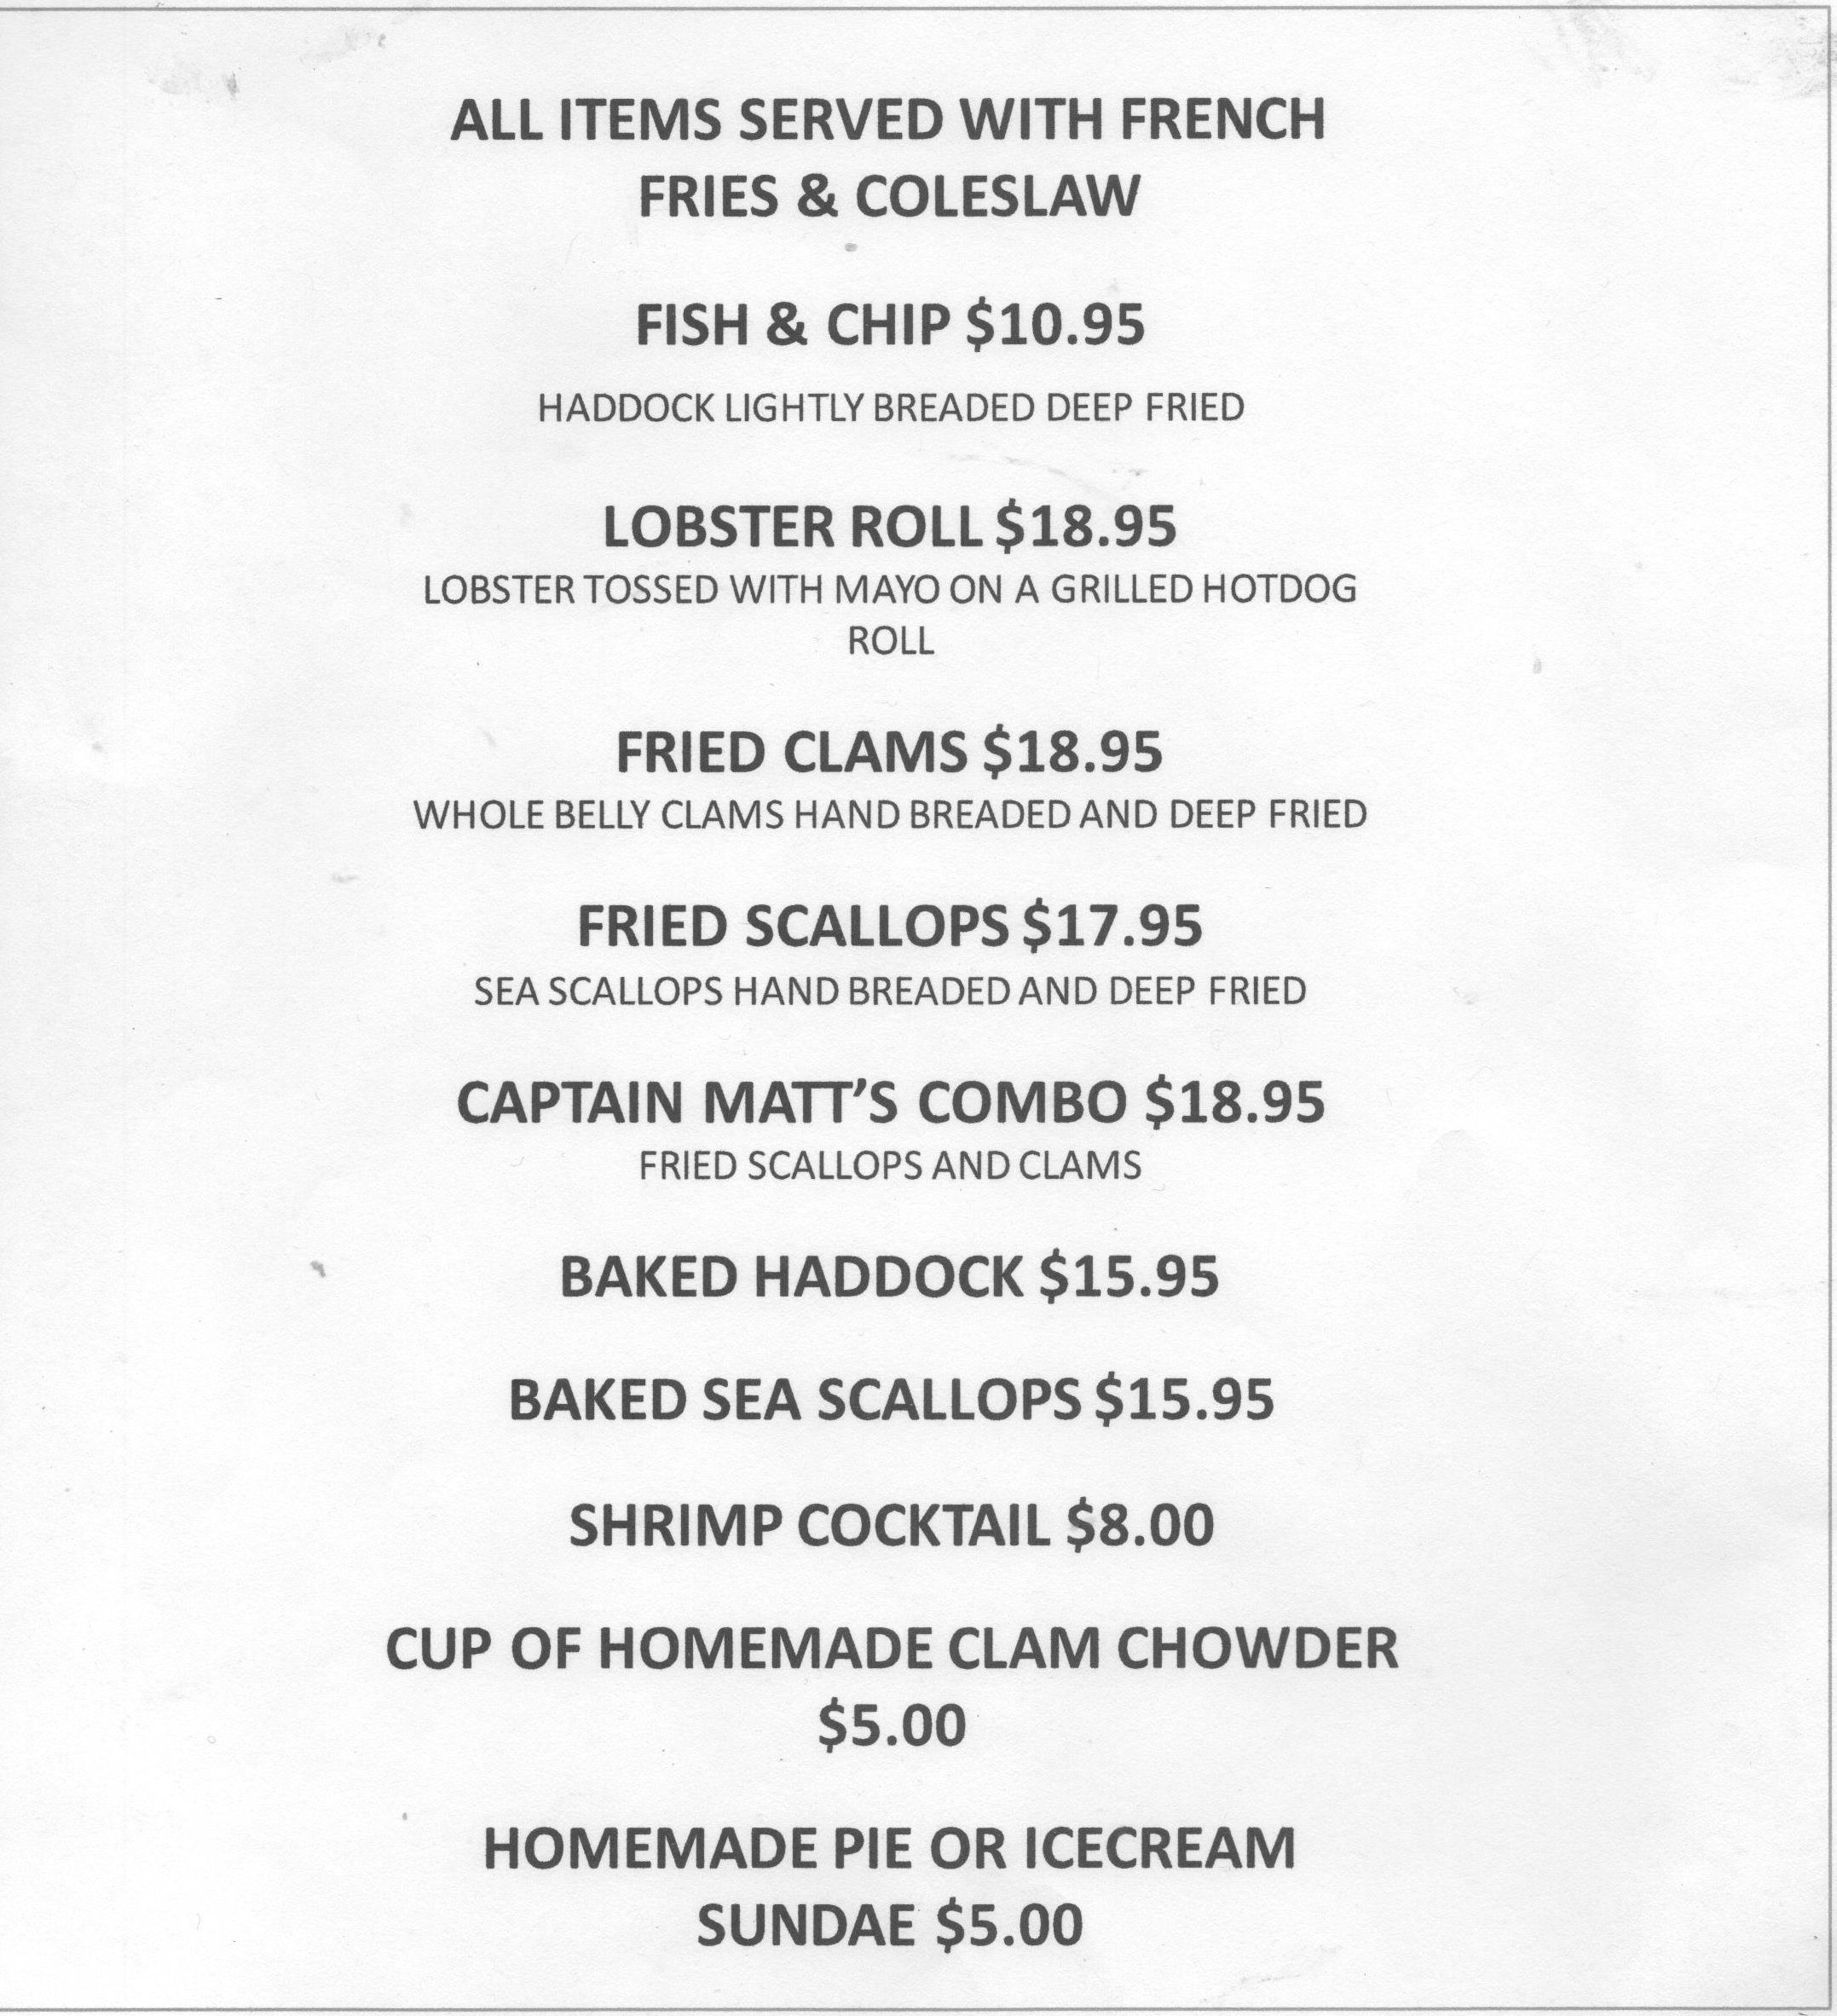 ALL ITEMS SERVED WITH FRENCH
FRIES & COLESLAW
FISH & CHIP $10.95
HADDOCK LIGHTLY BREADED DEEP FRIED
LOBSTER ROLL $18.95
LOBSTER TOSSED WITH MAYO ON A GRILLED HOTDOG
ROLL
FRIED CLAMS $18.95
WHOLE BELLY CLAMS HAND BREADED AND DEEP FRIED
FRIED SCALLOPS $17.95
SEA SCALLOPS HAND BREADED AND DEEP FRIED
CAPTAIN MATT’S COMBO $18.95
FRIED SCALLOPS AND CLAMS
BAKED HADDOCK $15.95
BAKED SEA SCALLOPS $15.95
SHRIMP COCKTAIL $8.00
CUP OF HOMEMADE CLAM CHOWDER
$5.00
HOMEMADE PIE OR ICECREAM
SUNDAE $5.00